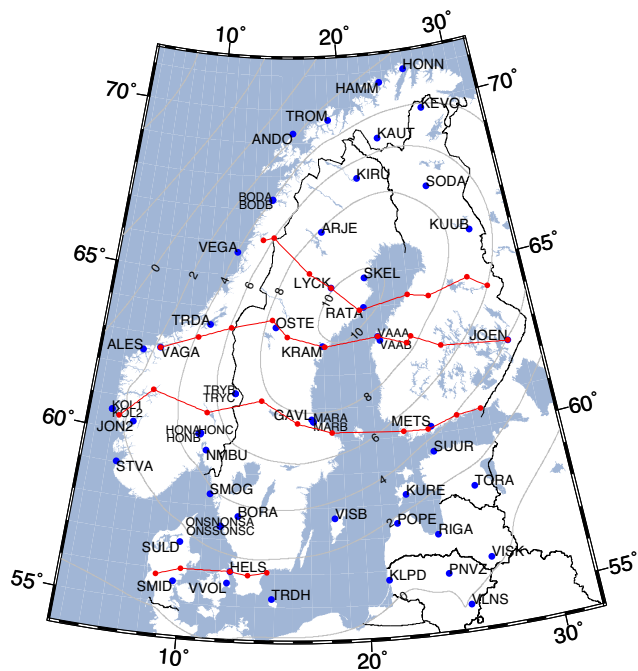 10° 20° 30°
HONN
70° HAMM 70°
KEVO
TROM
ANDO KAUT
KIRU SODA
BODA
BODB
ARJE KUUB
VEGA
65° 0 2 4 6 8 SKEL 65°
LYCK
10
RATA
TRDA OSTE
10 VAAA JOEN
ALES VAGA KRAM VAAB
TRYB
TRYC 8
KOL1
KOL2 GAVL MARA METS 60°
60° JON2 HONA HONC MARB
HONB 6 SUUR
NMBU
STVA 4 TORA
SMOG KURE
BORA VISB 2 POPE
ONSN ONSA RIGA
ONSS ONSC
SULD VISK
HELS PNVZ 55°
55° SMID VVOL KLPD
0
TRDH VLNS
10° 20° 30°